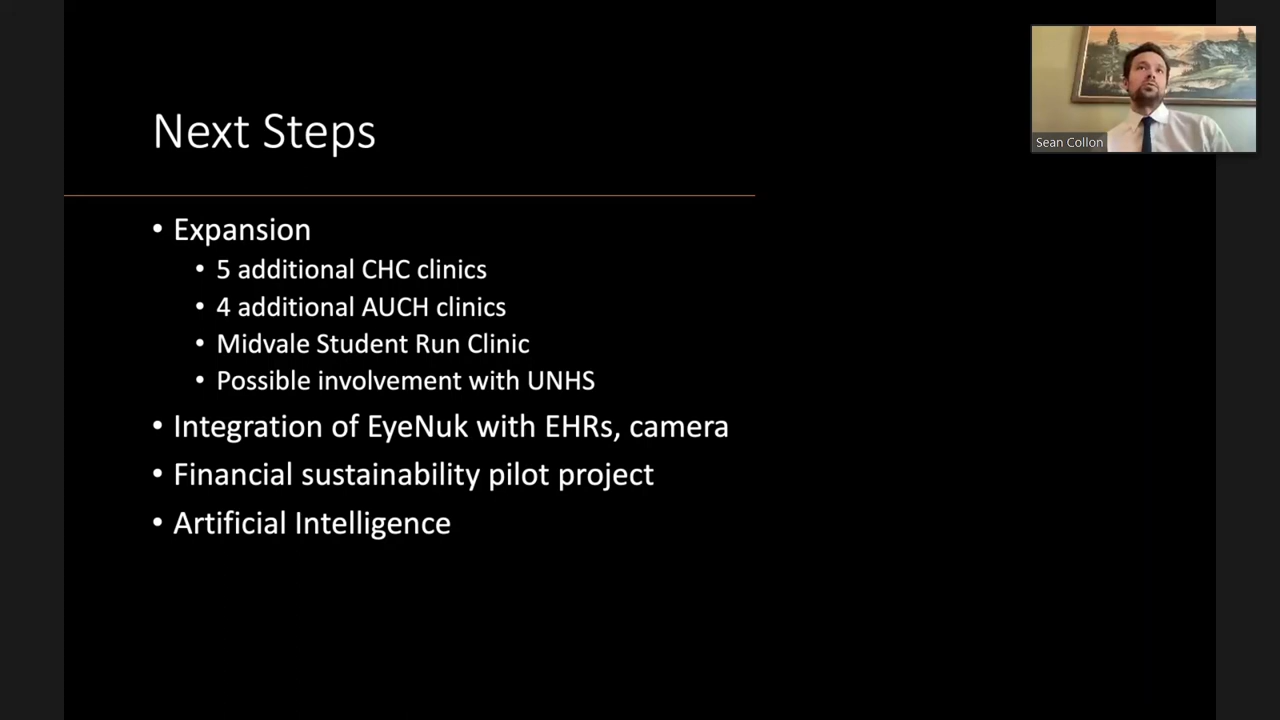 Next Steps
• Expansion
• 5 additional CHC clinics
• 4 additional AUCH clinics
• Midvale Student Run Clinic
• Possible involvement with UNHS
• Integration of EyeNuk with EHRs, camera
• Financial sustainability pilot project
• Artificial Intelligence
Sean Collon